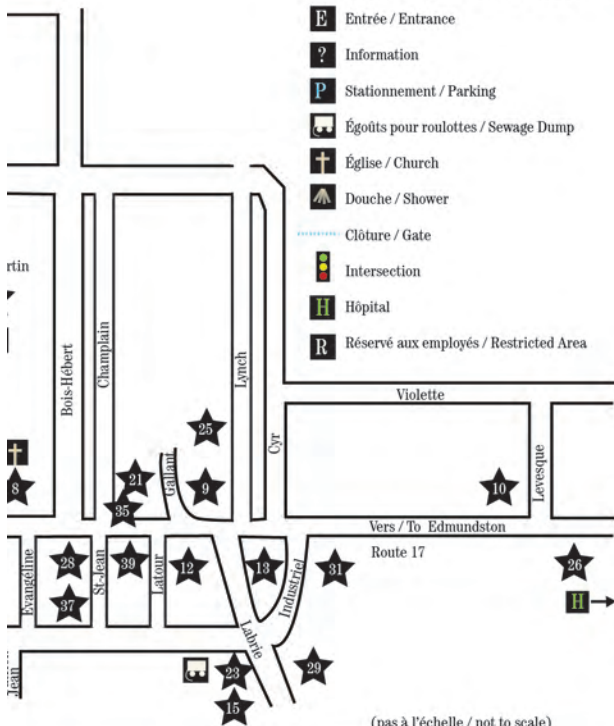 E Entrée / Entrance
? Information
P Stationnement / Parking
Égoûts pour roulottes / Sewage Dump
Église / Church
Douche / Shower
Clôture / Gate
Intersection
H Hôpital
R Réservé aux employés / Restricted Area
rtin
Bois-Hébert
Champlain
Lynch
Cyr
Violette
Levesque
Gallant
25
21
9
10
8
35
Vers / To Edmundston
Route 17
Évangéline
28
St-Jean
39
Latour
12
13
Industriel
31
26
37
H
Labrie
Jean
23
29
15
(pas à l'échelle / not to scale)